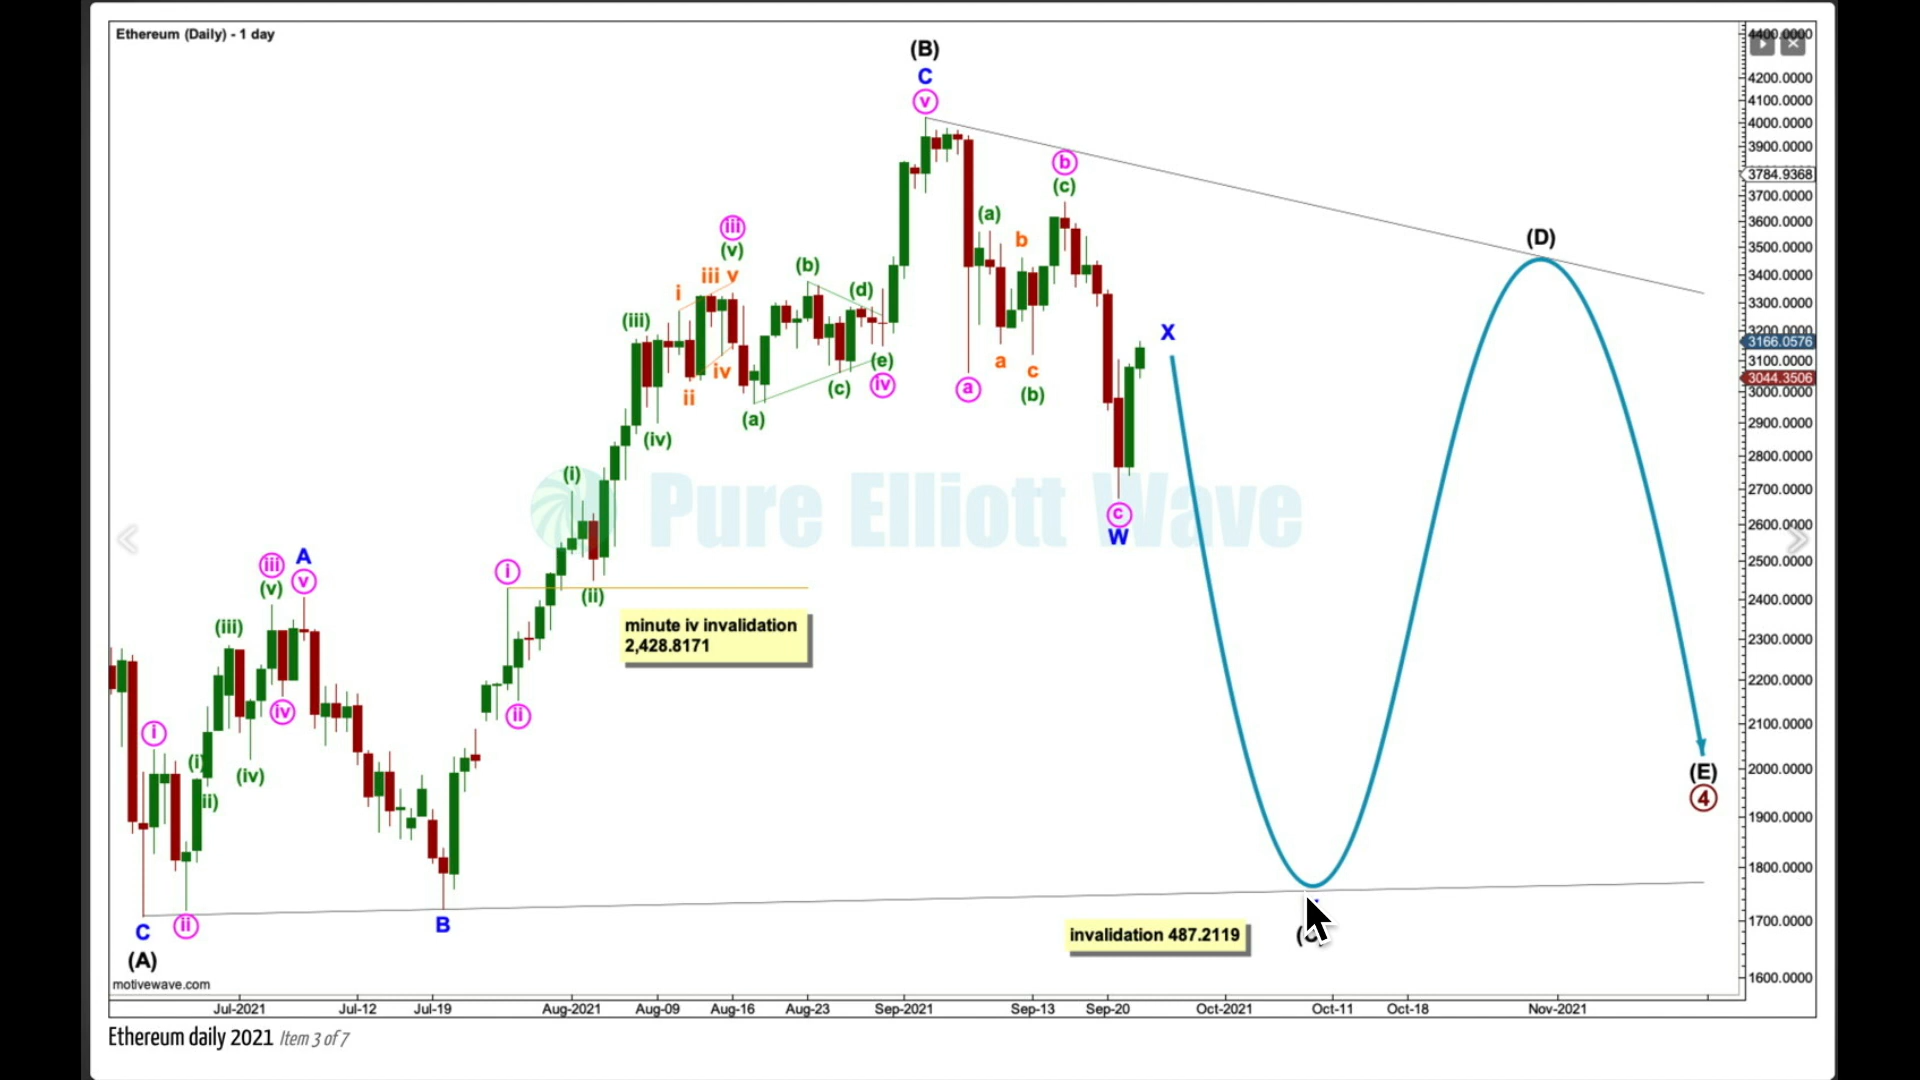 Ethereum (Daily) - 1 day
(B)
C
v
4400.0000
4200.0000
4100.0000
4000.0000
3900.0000
3784.9368
3700.0000
3600.0000
3500.0000
3400.0000
3300.0000
3200.0000
3166.0576
3100.0000
3044.3506
3000.0000
2900.0000
2800.0000
2700.0000
2600.0000
2500.0000
2400.0000
2300.0000
2200.0000
2100.0000
2000.0000
1900.0000
1800.0000
1700.0000
1600.0000
b
(c)
iii
(v)
(a)
b
(D)
(b)
iii v
i
(d)
(iii)
X
(e)
iv
a
a
c
(b)
(c)
iv
ii
(a)
(iv)
(i)
Pure Elliott Wave
c
W
iii
A
(v)
v
i
(ii)
minute iv invalidation
2,428.8171
(iii)
iv
ii
i
(i)
(iv)
ii)
(E)
4
C
ii
B
(A)
invalidation 487.2119
motivewave.com
Jul-2021
Jul-12
Jul-19
Aug-2021
Aug-09
Aug-16
Aug-23
Sep-2021
Sep-13
Sep-20
Oct-2021
Oct-11
Oct-18
Nov-2021
Ethereum daily 2021 Item 3 of 7